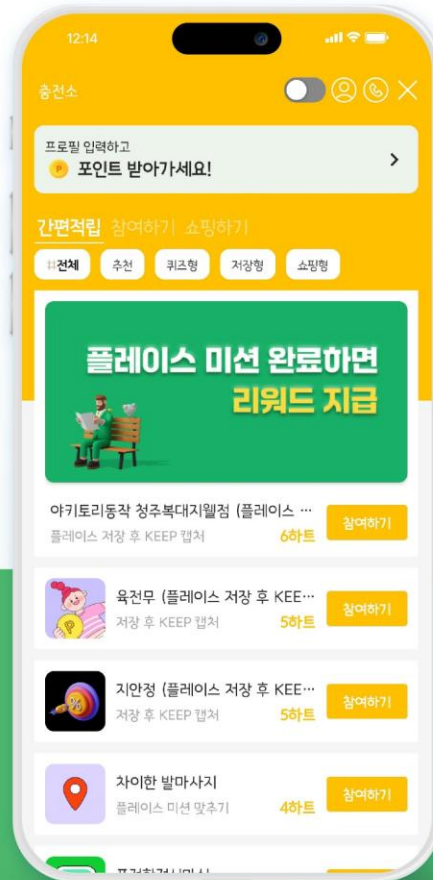 12:14
충전소
프로필 입력하고
P 포인트 받아가세요!
간편적립 참여하기 쇼핑하기
#전체 추천 퀴즈형 저장형 쇼핑형
플레이스 미션 완료하면
리워드 지급
야키토리동작 청주복대지웰점 (플레이스 ...
플레이스 저장 후 KEEP 캡처 6하트 참여하기
육전무 (플레이스 저장 후 KEE...
저장 후 KEEP 캡처 5하트 참여하기
지안정 (플레이스 저장 후 KEE...
저장 후 KEEP 캡처 5하트 참여하기
차이한 발마사지
플레이스 미션 맞추기 4하트 참여하기